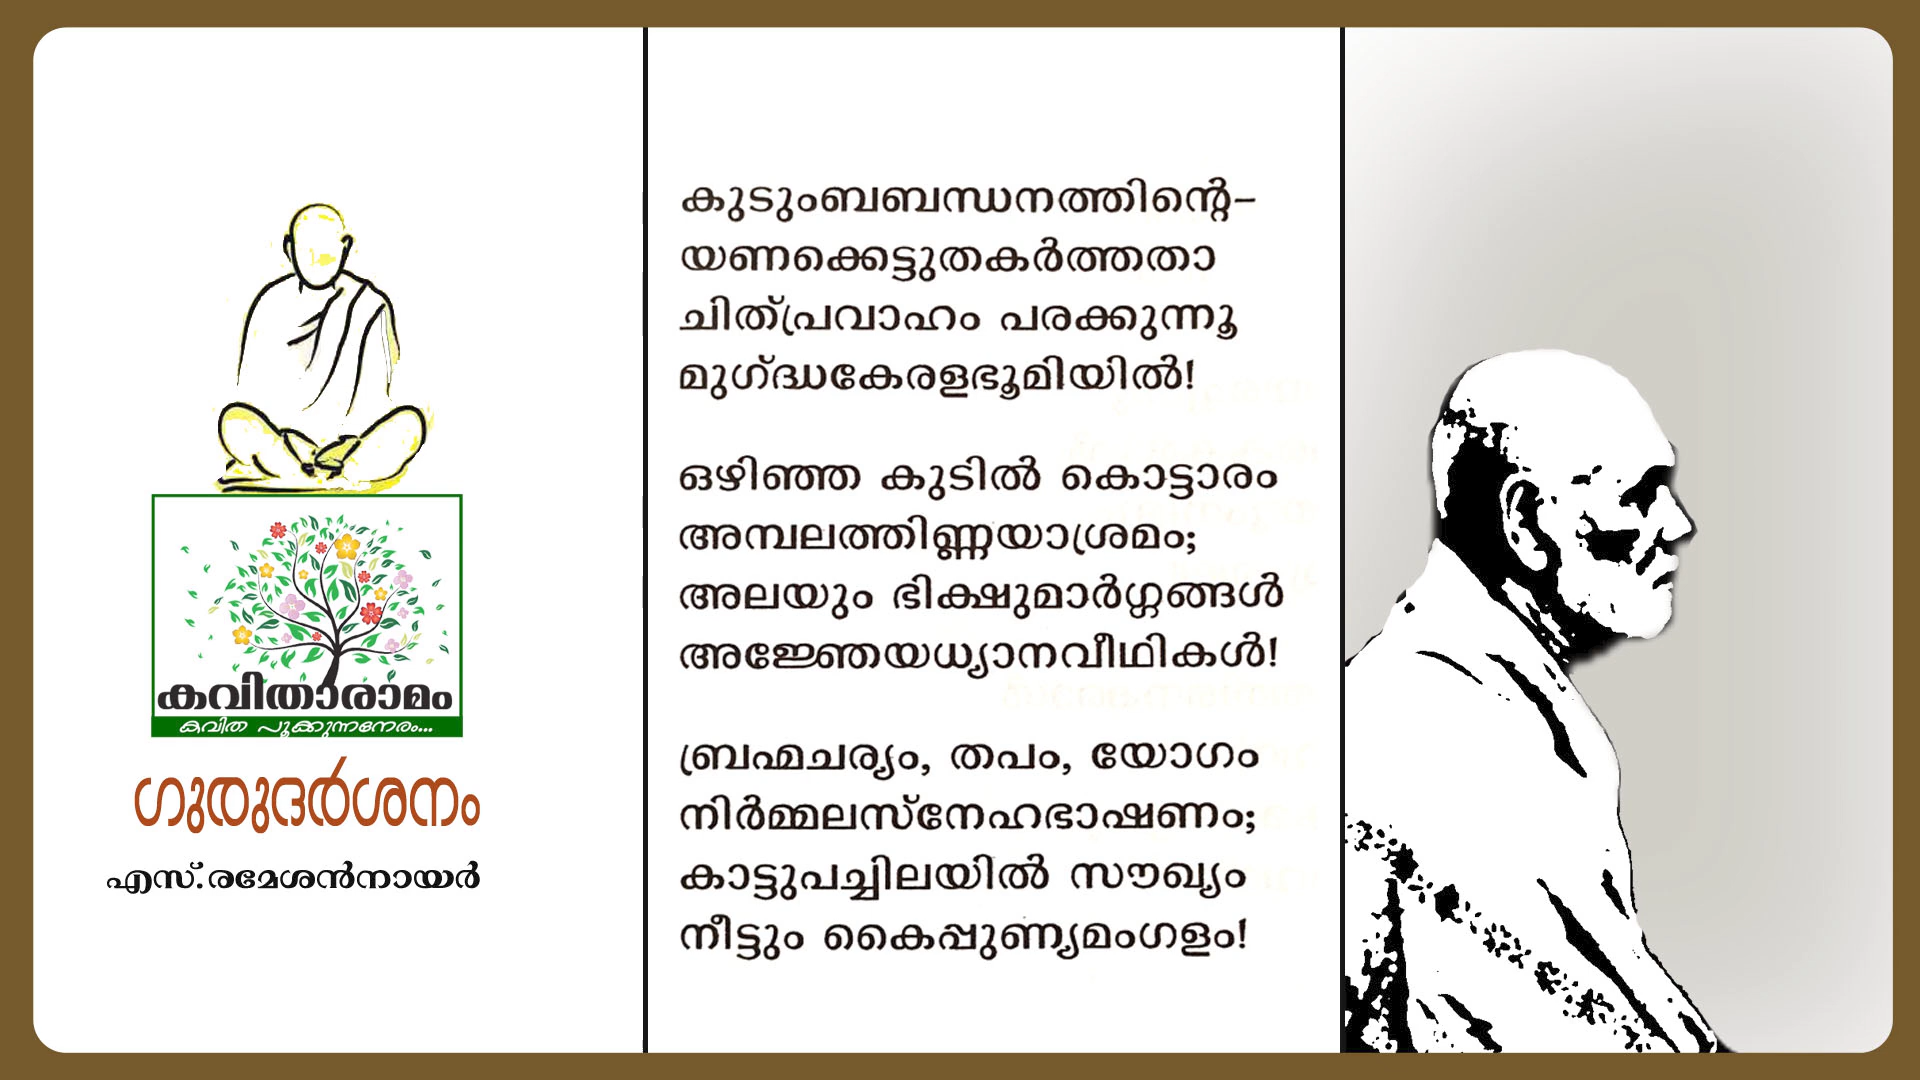 കവിതാരാമം
കവിത പൂക്കുന്നനേരം...
ഗുരുദർശനം
എസ്.രമേശൻനായർ
കുടുംബബന്ധനത്തിന്റെ–
യണക്കെട്ടുതകർത്തതാ
ചിത്പ്രവാഹം പരക്കുന്നൂ
മുഗ്ദ്ധകേരളഭൂമിയിൽ!
ഒഴിഞ്ഞ കുടിൽ കൊട്ടാരം
അമ്പലത്തിണ്ണയാശ്രമം;
അലയും ഭിക്ഷുമാർഗ്ഗങ്ങൾ
അജ്ഞേയധ്യാനവീഥികൾ!
ബ്രഹ്മചര്യം, തപം, യോഗം
നിർമ്മലസ്നേഹഭാഷണം;
കാട്ടുപച്ചിലയിൽ സൗഖ്യം
നീട്ടും കൈപ്പുണ്യമംഗളം!